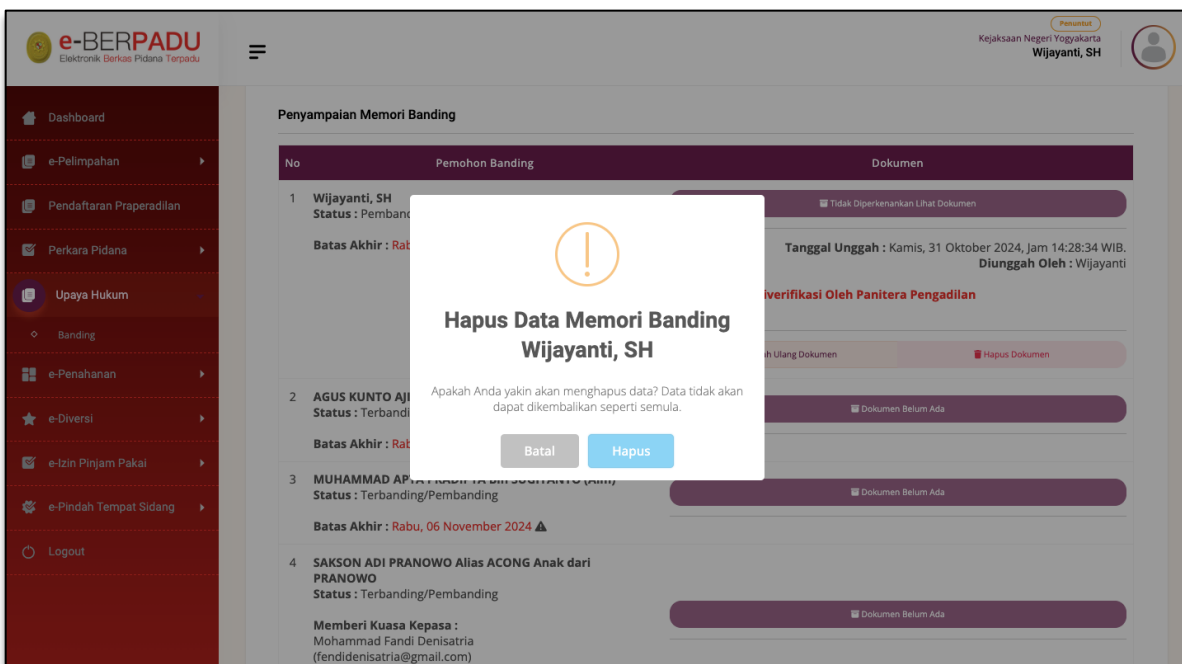 e-BERPADU
Elektronik Berkas Pidana Terpadu
Penuntut
Kejaksaan Negeri Yogyakarta
Wijayanti, SH
Dashboard
e-Pelimpahan
Pendaftaran Praperadilan
Perkara Pidana
Upaya Hukum
Banding
e-Penahanan
e-Diversi
e-Izin Pinjam Pakai
e-Pindah Tempat Sidang
Logout
Penyampaian Memori Banding
No Pemohon Banding Dokumen
1 Wijayanti, SH
Status :
Batas Akhir :
Tidak Diperkenankan Lihat Dokumen
Tanggal Unggah : Kamis, 31 Oktober 2024, Jam 14:28:34 WIB.
Diunggah Oleh : Wijayanti
Oleh Panitera Pengadilan
Ulang Dokumen
Hapus Dokumen
Hapus Data Memori Banding
Wijayanti, SH
Apakah Anda yakin akan menghapus data? Data tidak akan
dapat dikembalikan seperti semula.
Batal Hapus
2 AGUS KUNTO
Status :
Batas Akhir :
Dokumen Belum Ada
3 MUHAMMAD
Status : Terbanding/Pembanding
Batas Akhir : Rabu, 06 November 2024
Dokumen Belum Ada
4 SAKSON ADI PRANOWO Alias ACONG Anak dari
PRANOWO
Status : Terbanding/Pembanding
Memberi Kuasa Kepasa :
Mohammad Fandi Denisatria
(fendidenisatria@gmail.com)
Dokumen Belum Ada